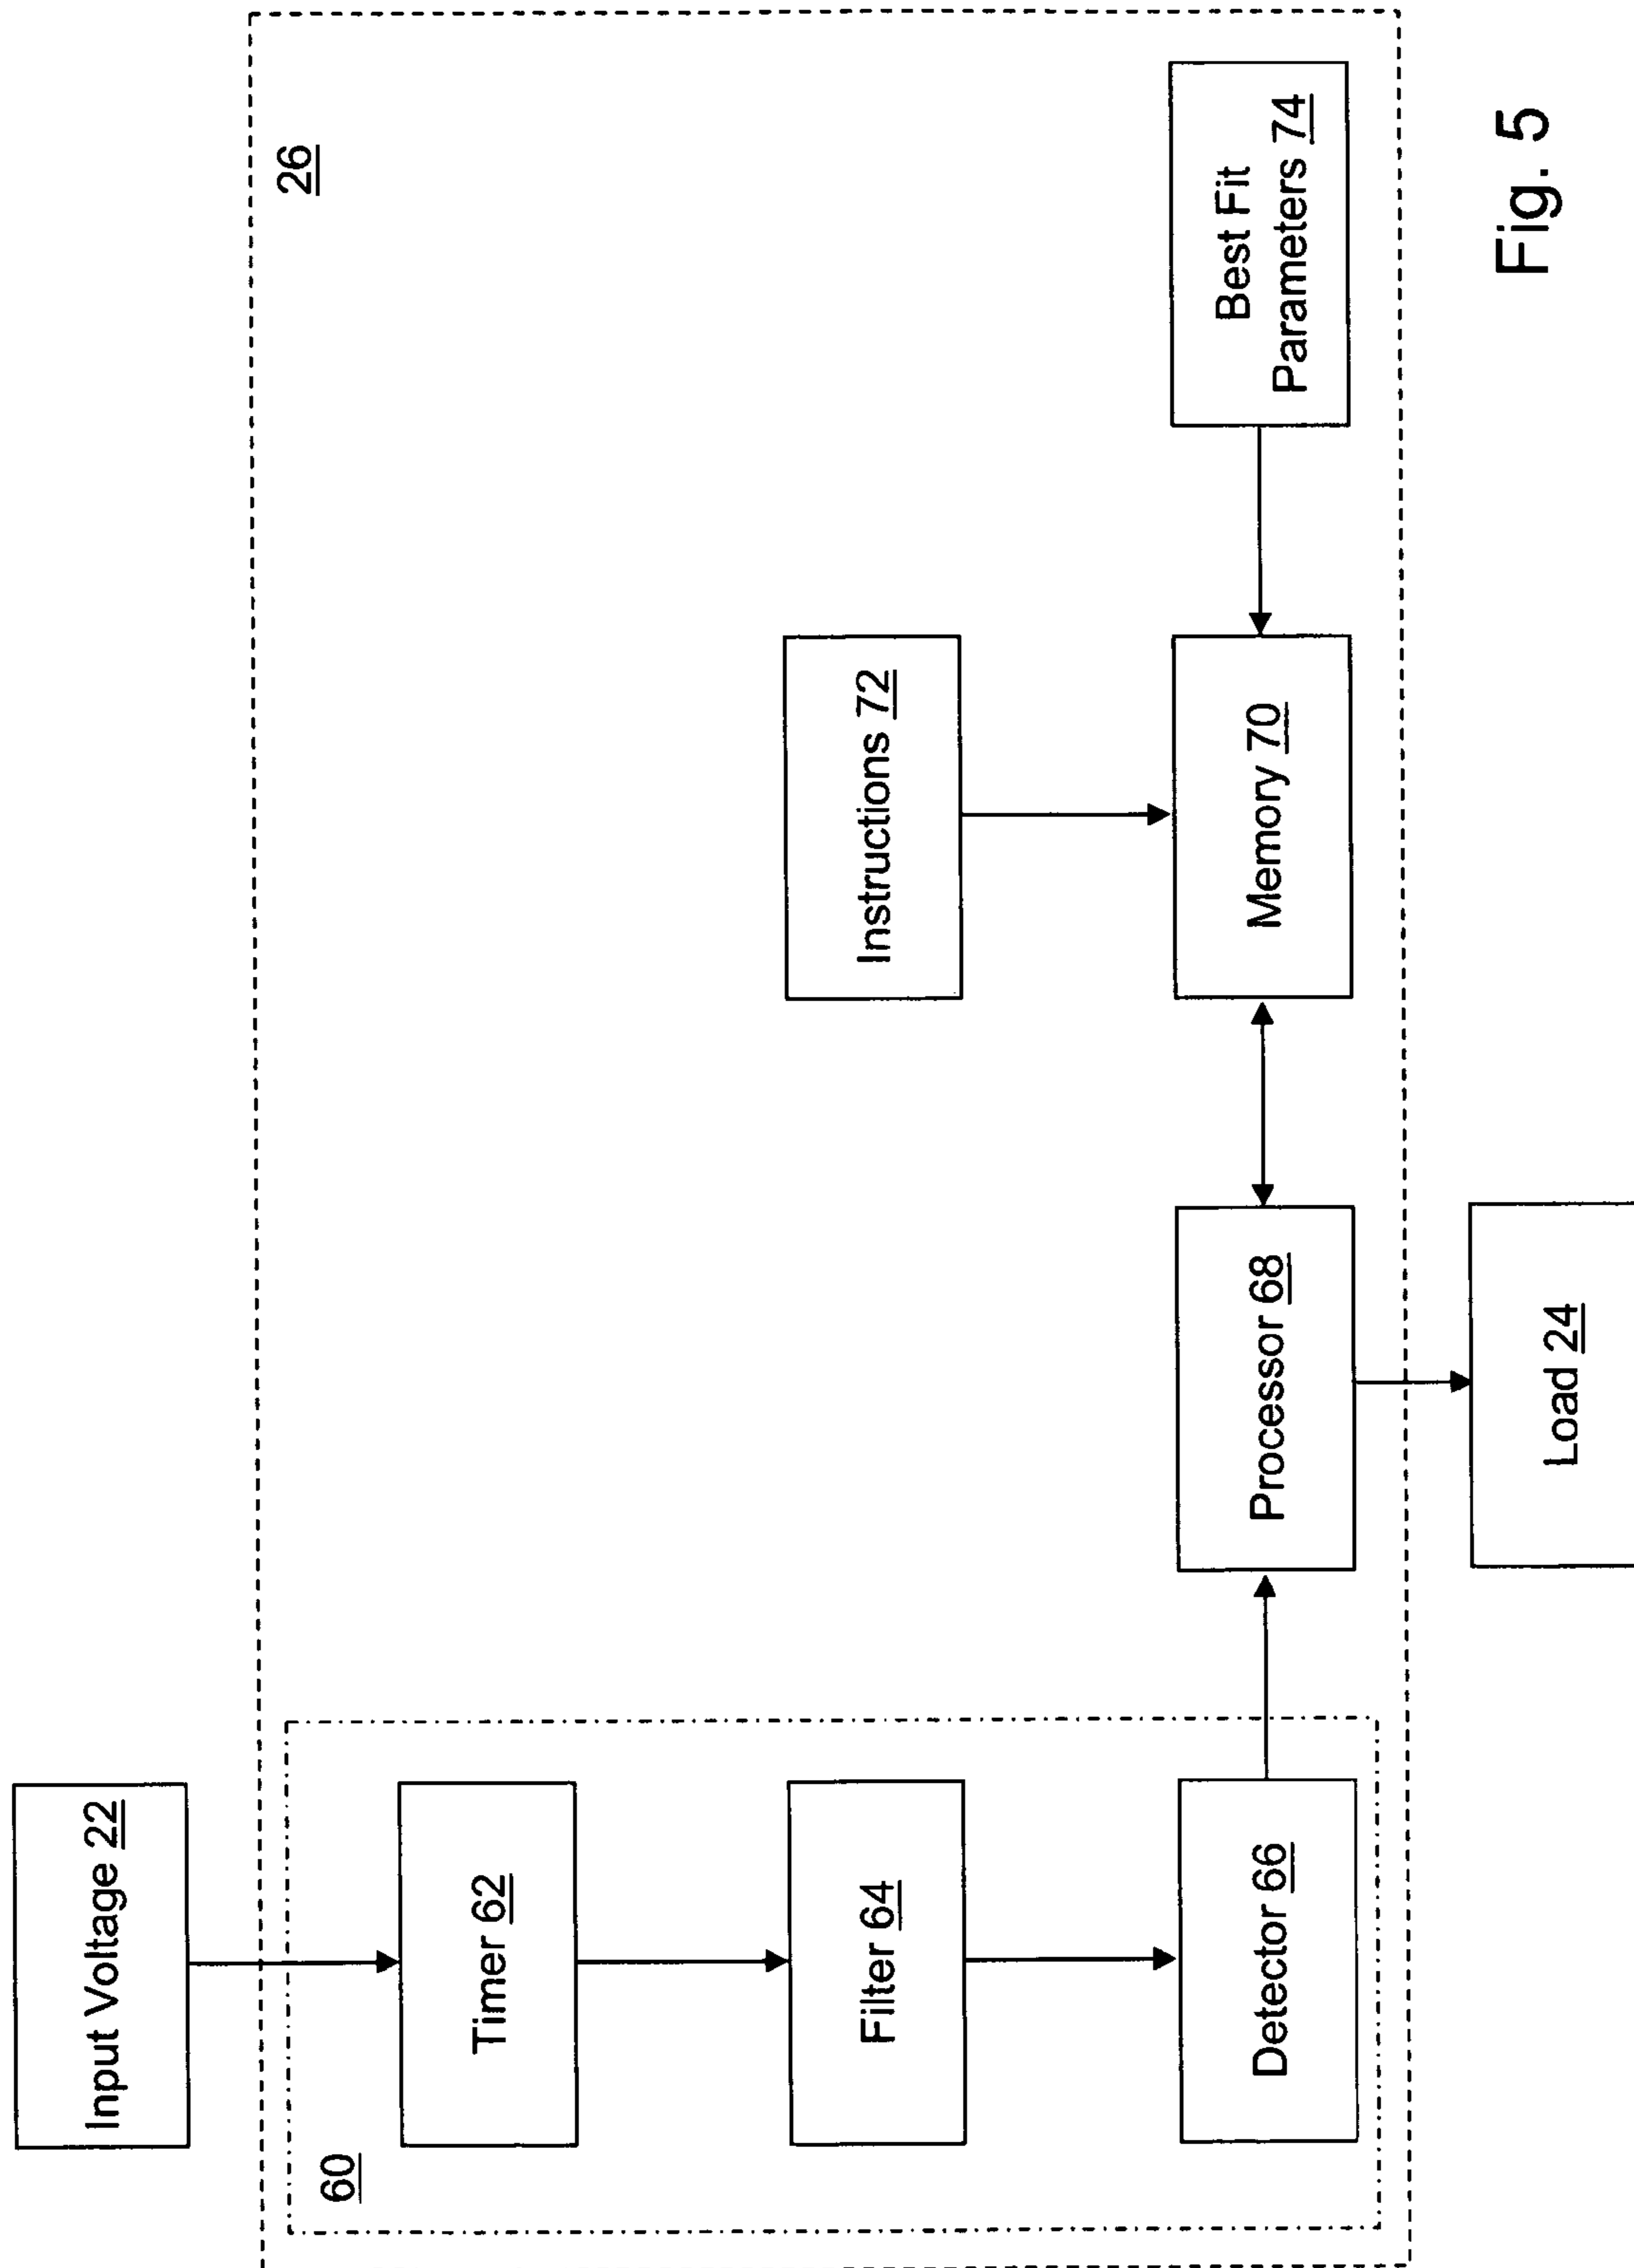 Input Voltage 22
26
60
Timer 62
Filter 64
Detector 66
Processor 68
Load 24
Instructions 72
Memory 70
Best Fit
Parameters 74
Fig. 5